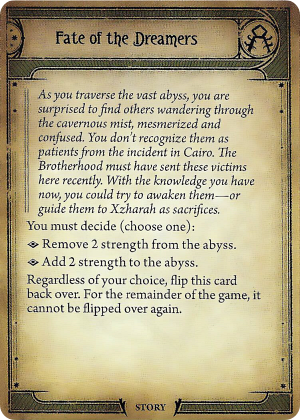 Fate of the Dreamers
As you traverse the vast abyss, you are
surprised to find others wandering through
the cavernous mist, mesmerized and
confused. You don't recognize them as
patients from the incident in Cairo. The
Brotherhood must have sent these victims
here recently. With the knowledge you have
now, you could try to awaken them—or
guide them to Xzharah as sacrifices.
You must decide (choose one):
Remove 2 strength from the abyss.
Add 2 strength to the abyss.
Regardless of your choice, flip this card
back over. For the remainder of the game, it
cannot be flipped over again.
STORY